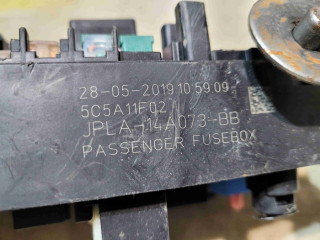 28-05-2019 10:59:09
5C5A11F02
JPLA-14A073-BB
PASSENGER FUSEBOX